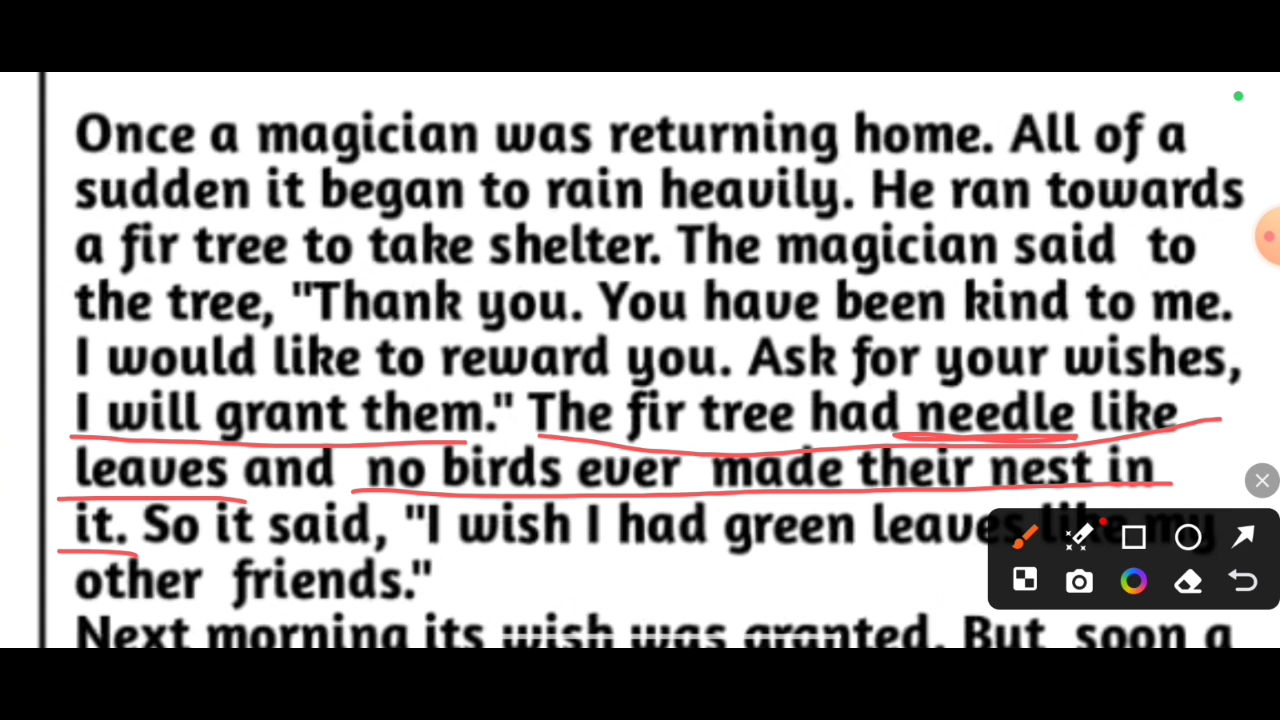 Once a magician was returning home. All of a
sudden it began to rain heavily. He ran towards
a fir tree to take shelter. The magician said to
the tree, "Thank you. You have been kind to me.
I would like to reward you. Ask for your wishes,
I will grant them." The fir tree had needle like
leaves and no birds ever made their nest in
it. So it said, "I wish I had green leaves like my
other friends."
Next morning its wish was granted. But soon a